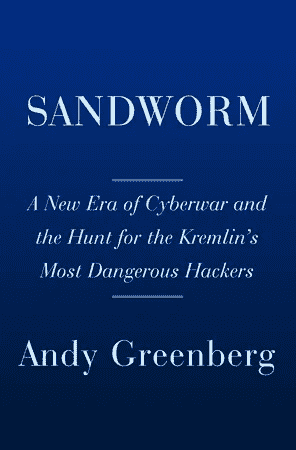 SANDWORM
A New Era of Cyberwar and
the Hunt for the Kremlin's
Most Dangerous Hackers
Andy Greenberg